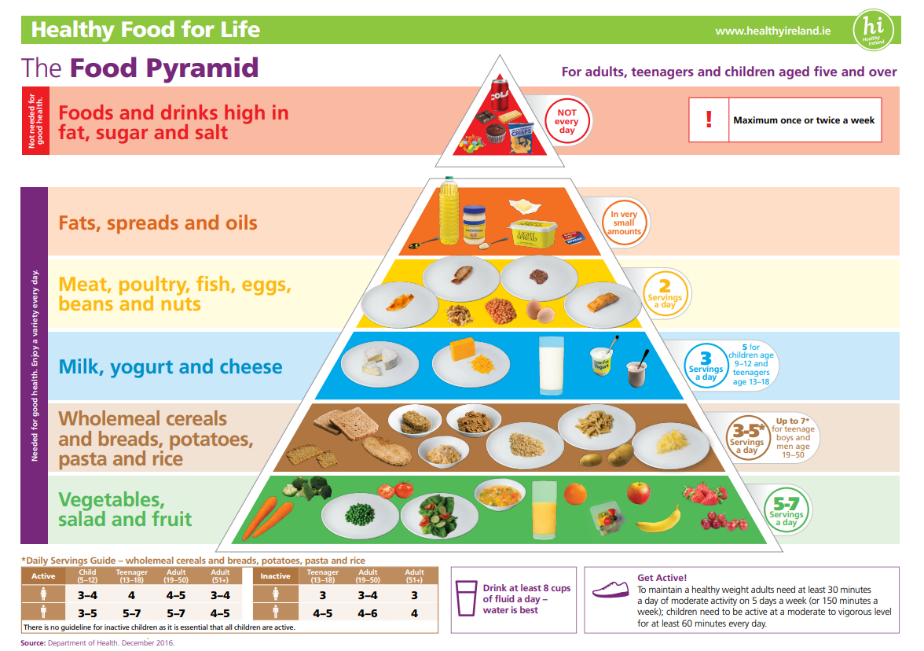 Healthy Food for Life
www.healthyireland.ie
hi
Healthy Ireland
The Food Pyramid
For adults, teenagers and children aged five and over
Not needed for
good health.
Foods and drinks high in
fat, sugar and salt
COLA
CRISPS
NOT
every
day
!
Maximum once or twice a week
Needed for good health. Enjoy a variety every day.
Fats, spreads and oils
LIGHT
SPREAD
In very
small
amounts
Meat, poultry, fish, eggs,
beans and nuts
2
Servings
a day
Milk, yogurt and cheese
Yogurt
3
Servings
a day
5 for
children age
9–12 and
teenagers
age 13–18
Wholemeal cereals
and breads, potatoes,
pasta and rice
3-5*
Servings
a day
Up to 7*
for teenage
boys and
men age
19–50
Vegetables,
salad and fruit
5-7
Servings
a day
*Daily Servings Guide – wholemeal cereals and breads, potatoes, pasta and rice
Active Child (5–12) Teenager (13–18) Adult (19–50) Adult (51+) Inactive Teenager (13–18) Adult (19–50) Adult (51+)
3–4 4 4–5 3–4 3 3–4 3
3–5 5–7 5–7 4–5 4–5 4–6 4
There is no guideline for inactive children as it is essential that all children are active.
Drink at least 8 cups
of fluid a day –
water is best
Get Active!
To maintain a healthy weight adults need at least 30 minutes
a day of moderate activity on 5 days a week (or 150 minutes a
week); children need to be active at a moderate to vigorous level
for at least 60 minutes every day.
Source: Department of Health. December 2016.